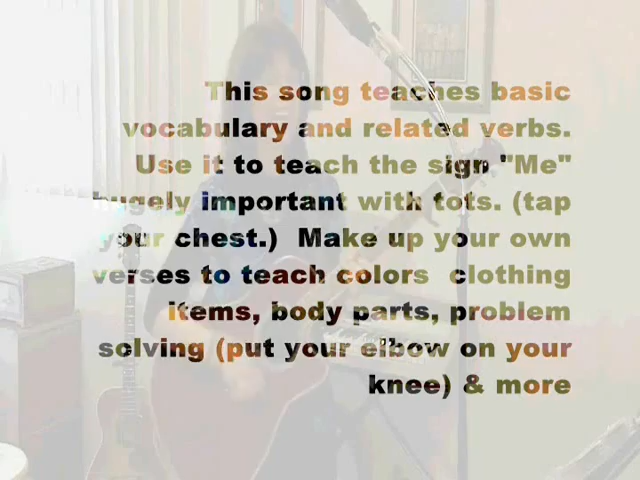 This song teaches basic
vocabulary and related verbs.
Use it to teach the sign "Me"
hugely important with tots. (tap
your chest.) Make up your own
verses to teach colors clothing
items, body parts, problem
solving (put your elbow on your
knee) & more